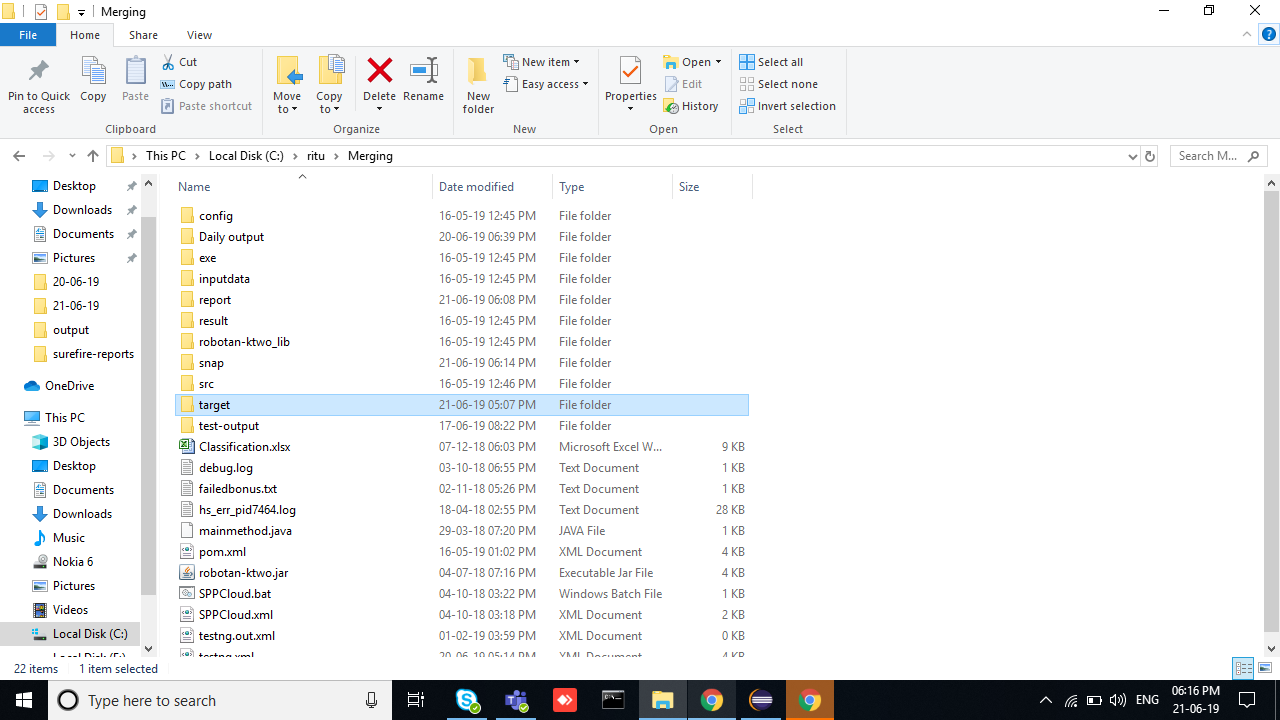 Merging
File Home Share View
Pin to Quick access
Copy
Paste
Cut
Copy path
Paste shortcut
Clipboard
Move to
Copy to
Delete
Rename
Organize
New folder
New item
Easy access
New
Properties
Open
Edit
History
Open
Select all
Select none
Invert selection
Select
This PC Local Disk (C:) ritu Merging
Search M...
Desktop
Downloads
Documents
Pictures
20-06-19
21-06-19
output
surefire-reports
OneDrive
This PC
3D Objects
Desktop
Documents
Downloads
Music
Nokia 6
Pictures
Videos
Local Disk (C:)
Name Date modified Type Size
config 16-05-19 12:45 PM File folder
Daily output 20-06-19 06:39 PM File folder
exe 16-05-19 12:45 PM File folder
inputdata 16-05-19 12:45 PM File folder
report 21-06-19 06:08 PM File folder
result 16-05-19 12:45 PM File folder
robotan-ktwo_lib 16-05-19 12:45 PM File folder
snap 21-06-19 06:14 PM File folder
src 16-05-19 12:46 PM File folder
target 21-06-19 05:07 PM File folder
test-output 17-06-19 08:22 PM File folder
Classification.xlsx 07-12-18 06:03 PM Microsoft Excel W... 9 KB
debug.log 03-10-18 06:55 PM Text Document 1 KB
failedbonus.txt 02-11-18 05:26 PM Text Document 1 KB
hs_err_pid7464.log 18-04-18 02:55 PM Text Document 28 KB
mainmethod.java 29-03-18 07:20 PM JAVA File 1 KB
pom.xml 16-05-19 01:02 PM XML Document 4 KB
robotan-ktwo.jar 04-07-18 07:16 PM Executable Jar File 4 KB
SPPCloud.bat 04-10-18 03:22 PM Windows Batch File 1 KB
SPPCloud.xml 04-10-18 03:18 PM XML Document 2 KB
testng.out.xml 01-02-19 03:59 PM XML Document 0 KB
testng.xml 20-06-19 05:14 PM XML Document 4 KB
22 items 1 item selected
Type here to search
ENG
06:16 PM
21-06-19